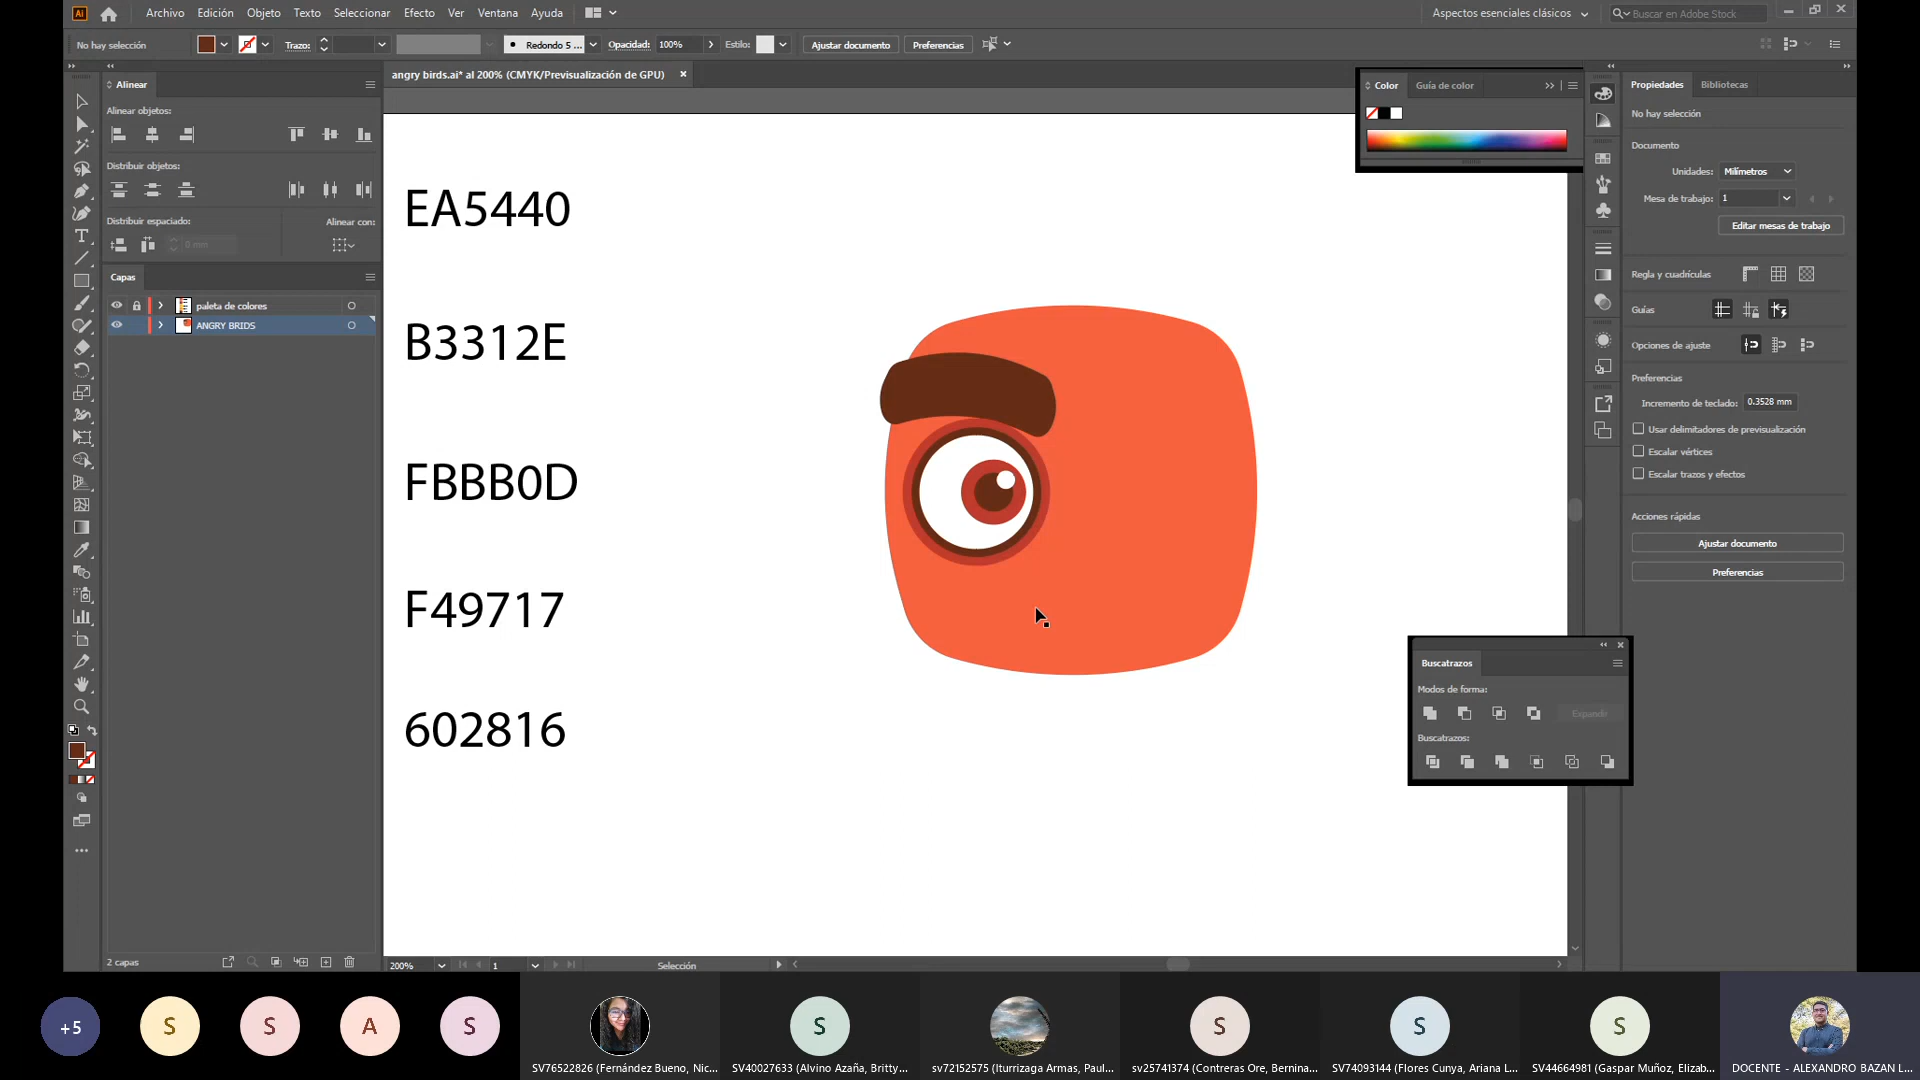 Ai Archivo Edición Objeto Texto Seleccionar Efecto Ver Ventana Ayuda Aspectos esenciales clásicos Buscar en Adobe Stock
No hay selección Trazo: Redondo 5 ... Opacidad: 100% Estilo: Ajustar documento Preferencias
angry birds.ai* al 200% (CMYK/Previsualización de GPU)
Alinear
Alinear objetos:
Distribuir objetos:
Distribuir espaciado: Alinear con:
0 mm
Capas
paleta de colores
ANGRY BRIDS
2 capas
EA5440
B3312E
FBBB0D
F49717
602816
200% 1 Selección
Color Guía de color
Buscatrazos
Modos de forma:
Expandir
Buscatrazos:
Propiedades Bibliotecas
No hay selección
Documento
Unidades: Milímetros
Mesa de trabajo: 1
Editar mesas de trabajo
Regla y cuadrículas
Guías
Opciones de ajuste
Preferencias
Incremento de teclado: 0.3528 mm
Usar delimitadores de previsualización
Escalar vértices
Escalar trazos y efectos
Acciones rápidas
Ajustar documento
Preferencias
+5 S S A S S S S S
SV76522826 (Fernández Bueno, Nic...
SV40027633 (Alvino Azaña, Britty...
sv72152575 (Iturrizaga Armas, Paul...
sv25741374 (Contreras Ore, Bernina...
SV74093144 (Flores Cunya, Ariana L...
SV44664981 (Gaspar Muñoz, Elizab...
DOCENTE - ALEXANDRO BAZAN L...